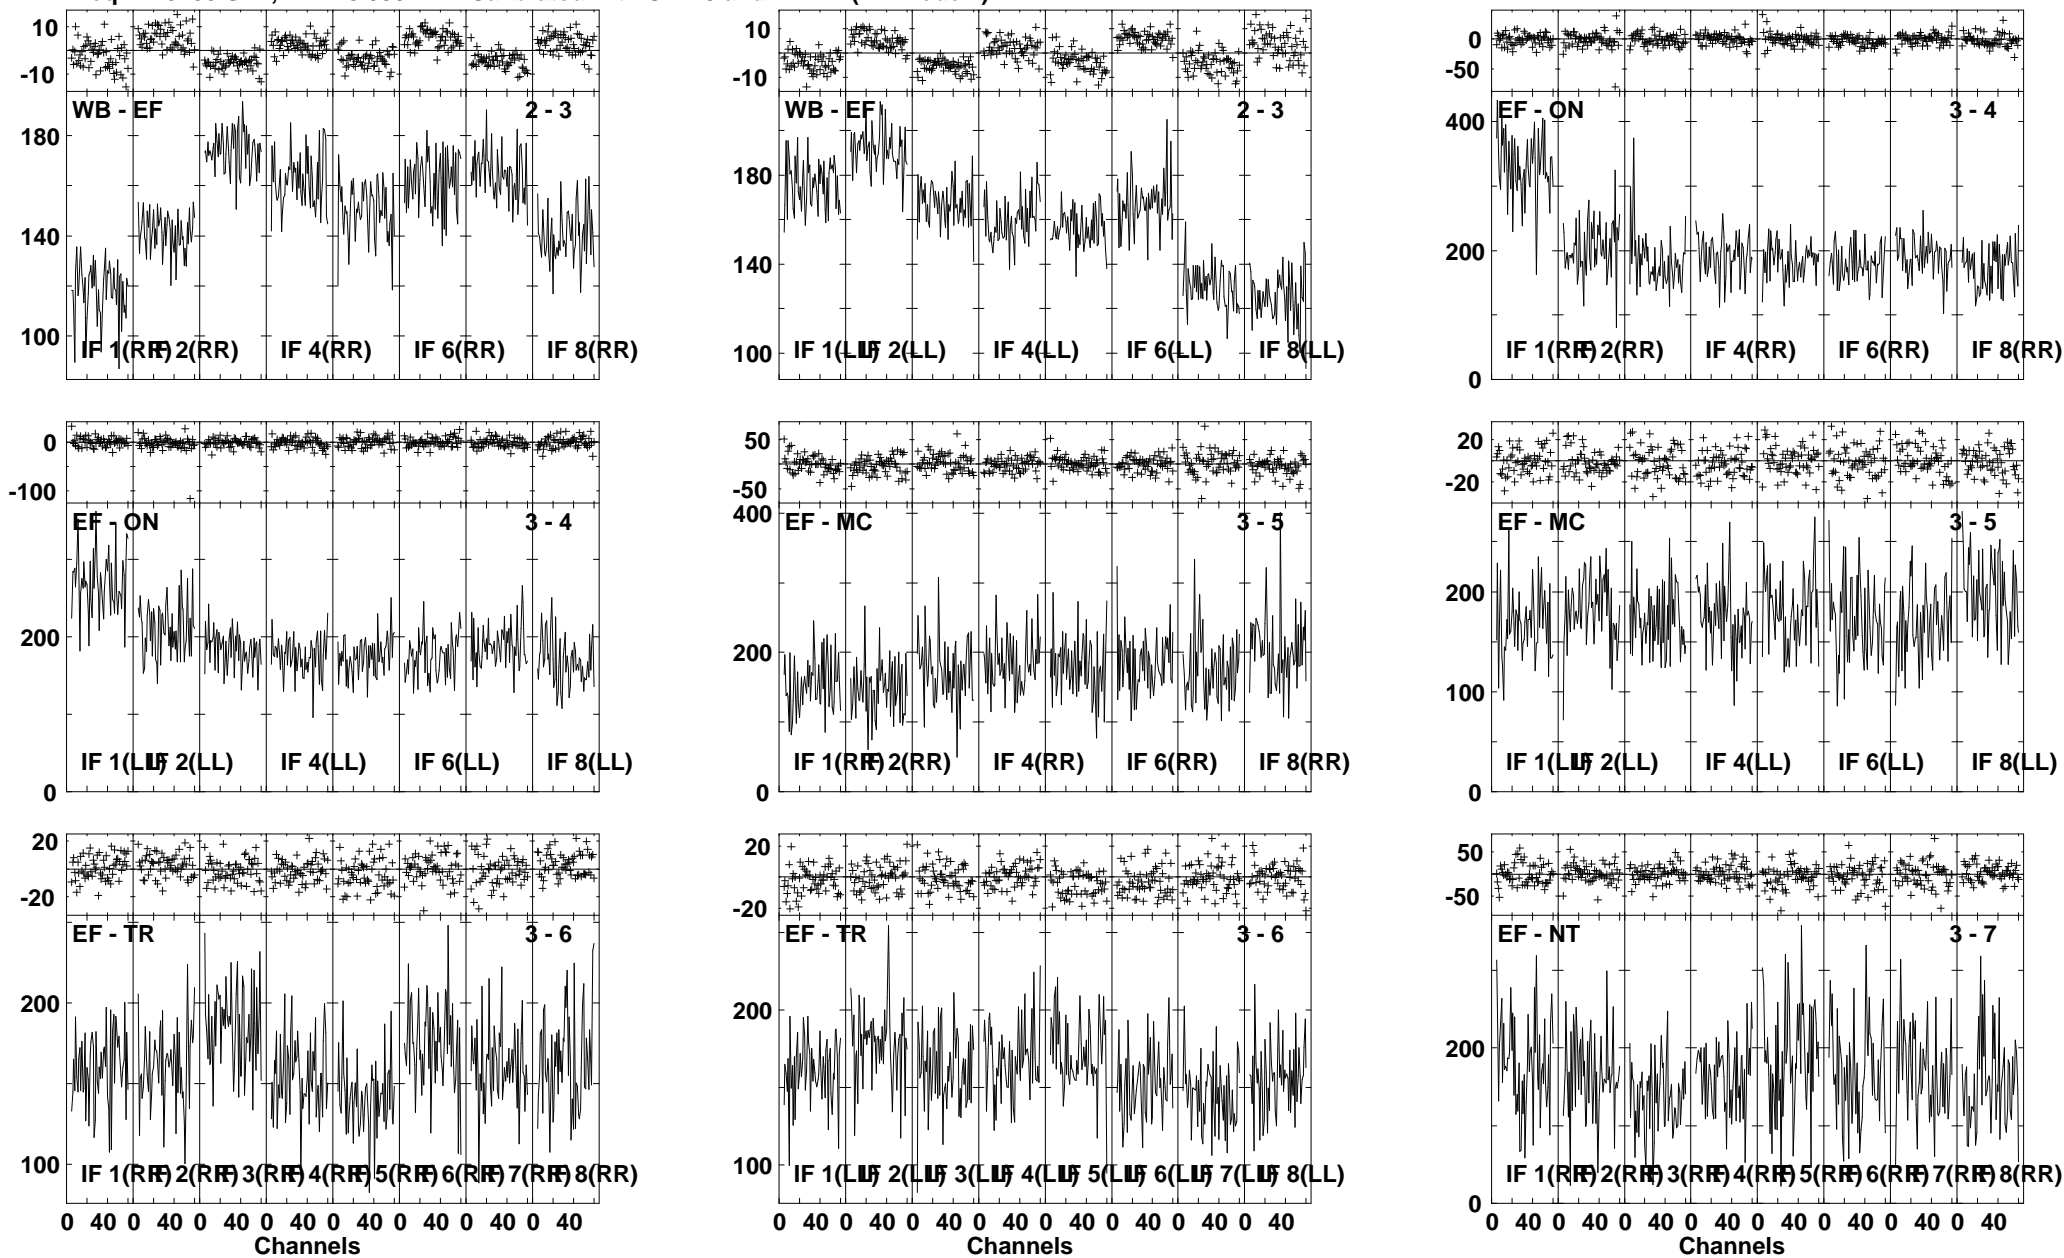 10
-10
WB - EF 2 - 3
180
140
100
IF 1(RR) IF 2(RR) IF 4(RR) IF 6(RR) IF 8(RR)
10
-10
WB - EF 2 - 3
180
140
100
IF 1(LL) IF 2(LL) IF 4(LL) IF 6(LL) IF 8(LL)
0
-50
EF - ON 3 - 4
400
200
0
IF 1(RR) IF 2(RR) IF 4(RR) IF 6(RR) IF 8(RR)
0
-100
EF - ON 3 - 4
200
0
IF 1(LL) IF 2(LL) IF 4(LL) IF 6(LL) IF 8(LL)
50
-50
EF - MC 3 - 5
400
200
0
IF 1(RR) IF 2(RR) IF 4(RR) IF 6(RR) IF 8(RR)
20
-20
EF - MC 3 - 5
200
100
0
IF 1(LL) IF 2(LL) IF 4(LL) IF 6(LL) IF 8(LL)
20
-20
EF - TR 3 - 6
200
100
IF 1(RR) IF 2(RR) IF 3(RR) IF 4(RR) IF 5(RR) IF 6(RR) IF 7(RR) IF 8(RR)
0 40 0 40 0 40 0 40 0 40 0 40 0 40 0 40
Channels
20
-20
EF - TR 3 - 6
200
100
IF 1(LL) IF 2(LL) IF 3(LL) IF 4(LL) IF 5(LL) IF 6(LL) IF 7(LL) IF 8(LL)
0 40 0 40 0 40 0 40 0 40 0 40 0 40 0 40
Channels
50
-50
EF - NT 3 - 7
200
0
IF 1(RR) IF 2(RR) IF 3(RR) IF 4(RR) IF 5(RR) IF 6(RR) IF 7(RR) IF 8(RR)
0 40 0 40 0 40 0 40 0 40 0 40 0 40 0 40
Channels